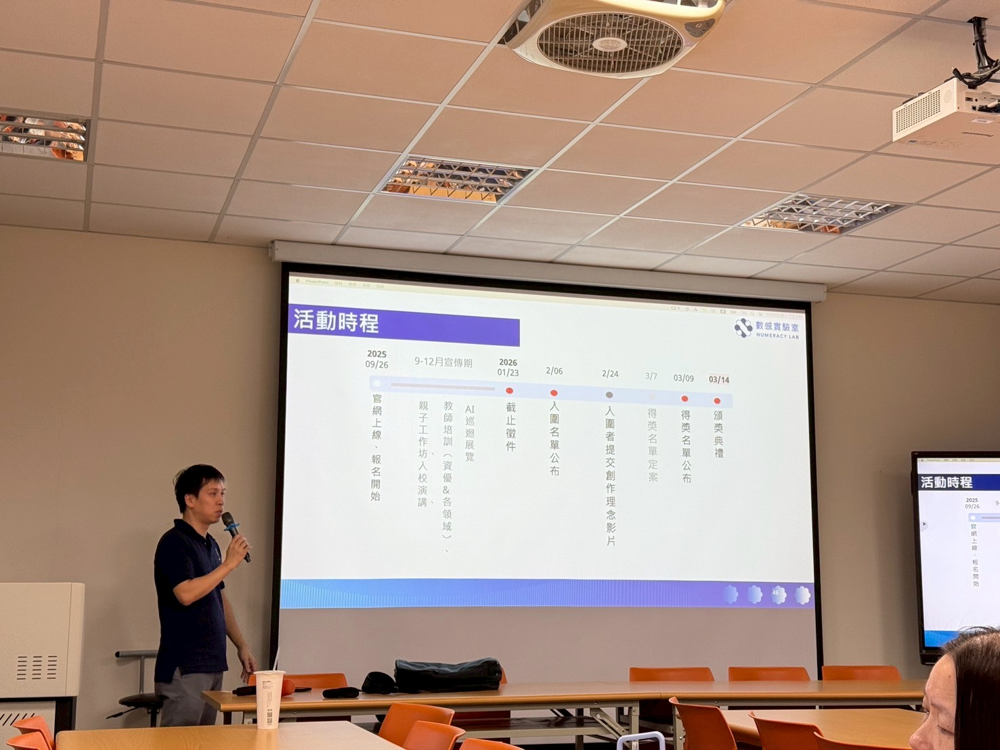 PowerPoint
活動時程
數感實驗室
NUMERACY LAB
2025
09/26
9-12月宣傳期
2026
01/23
2/06
2/24
3/7
03/09
03/14
官網上線、報名開始
親子工作坊、入校演講、
教師培訓（資優&各領域）、
AI巡迴展覽
截止徵件
入圍名單公布
入圍者提交創作理念影片
得獎名單定案
得獎名單公布
頒獎典禮
46
活動時程
2025
09/26
9-
官網上線、報名開始